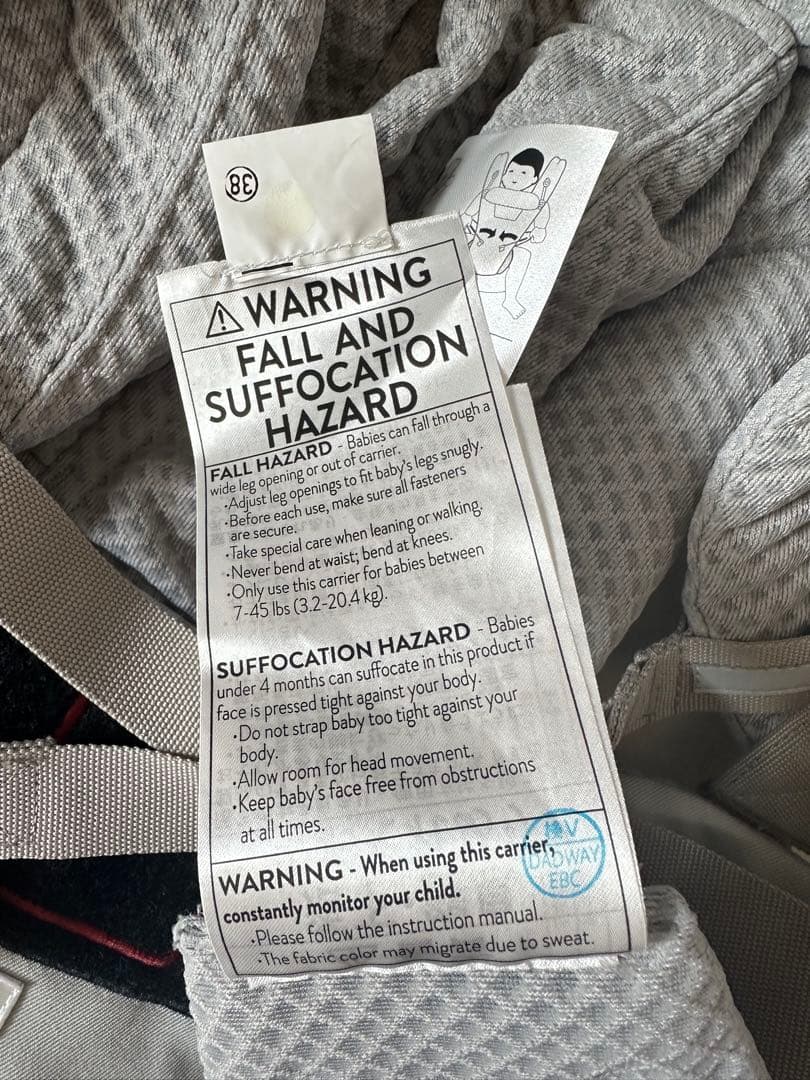 38
WARNING
FALL AND
SUFFOCATION
HAZARD
FALL HAZARD - Babies can fall through a
wide leg opening or out of carrier.
•Adjust leg openings to fit baby's legs snugly.
•Before each use, make sure all fasteners
are secure.
•Take special care when leaning or walking.
•Never bend at waist; bend at knees.
•Only use this carrier for babies between
7-45 lbs (3.2-20.4 kg).
SUFFOCATION HAZARD - Babies
under 4 months can suffocate in this product if
face is pressed tight against your body.
•Do not strap baby too tight against your
body.
•Allow room for head movement.
•Keep baby's face free from obstructions
at all times.
WARNING - When using this carrier,
constantly monitor your child.
•Please follow the instruction manual.
•The fabric color may migrate due to sweat.
DADWAY
EBC